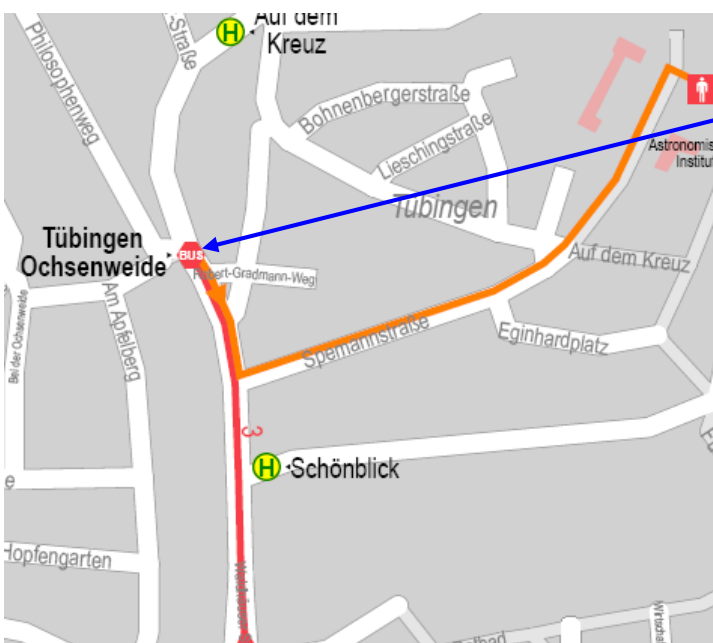 Auf dem
Kreuz
H
-Straße
Philosophenweg
Bohnenbergerstraße
Lieschingstraße
Astronomis
Institut
Tübingen
Tübingen
Ochsenweide
BUS
Robert-Gradmann-Weg
Auf dem Kreuz
Bei der Ochsenweide
Am Apfelberg
Spemannstraße
Eginhardplatz
3
H
Schönblick
e
Hopfengarten